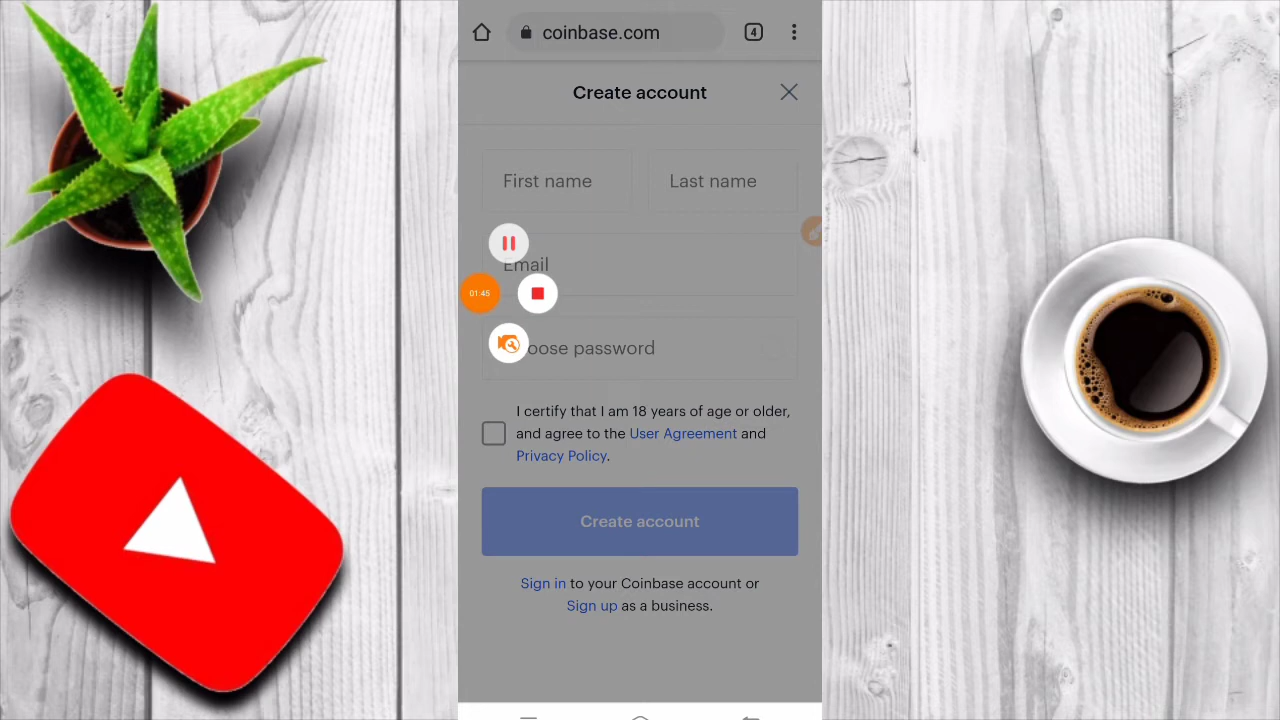 coinbase.com
4
Create account
First name
Last name
Email
01:45
oose password
I certify that I am 18 years of age or older,
and agree to the User Agreement and
Privacy Policy.
Create account
Sign in to your Coinbase account or
Sign up as a business.